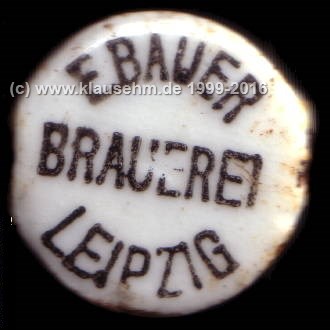 E BAUER
(c) www.klausehm.de 1999-2016
BRAUEREI
LEIPZIG